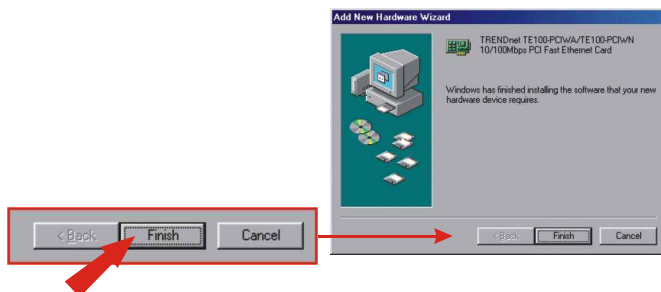 Add New Hardware Wizard
TRENDnet TE100-PCIWA/TE100-PCIWN
10/100Mbps PCI Fast Ethernet Card
Windows has finished installing the software that your new
hardware device requires.
< Back Finish Cancel
< Back Finish Cancel